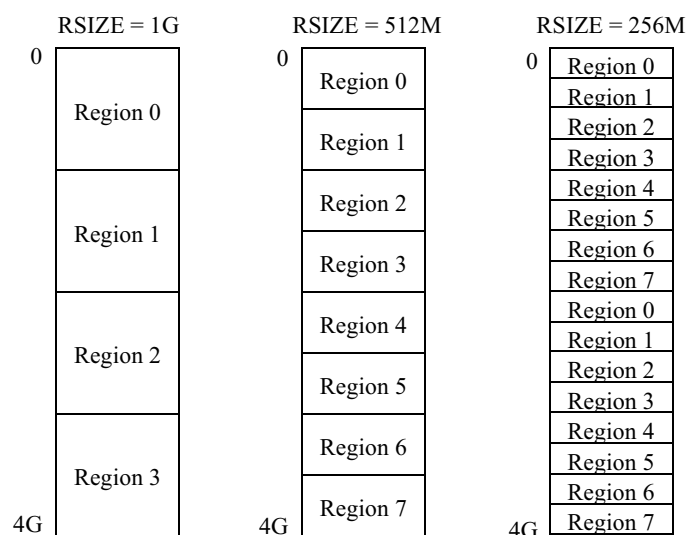 RSIZE = 1G
0
Region 0
Region 1
Region 2
Region 3
4G
RSIZE = 512M
0
Region 0
Region 1
Region 2
Region 3
Region 4
Region 5
Region 6
Region 7
4G
RSIZE = 256M
0
Region 0
Region 1
Region 2
Region 3
Region 4
Region 5
Region 6
Region 7
Region 0
Region 1
Region 2
Region 3
Region 4
Region 5
Region 6
Region 7
4G